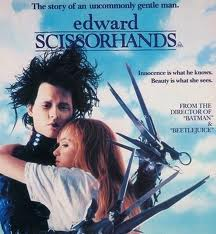 The story of an uncommonly gentle man.
edward
SCISSORHANDS
Innocence is what he knows.
Beauty is what she sees.
FROM THE
DIRECTOR OF
"BATMAN"
& "BEETLEJUICE"